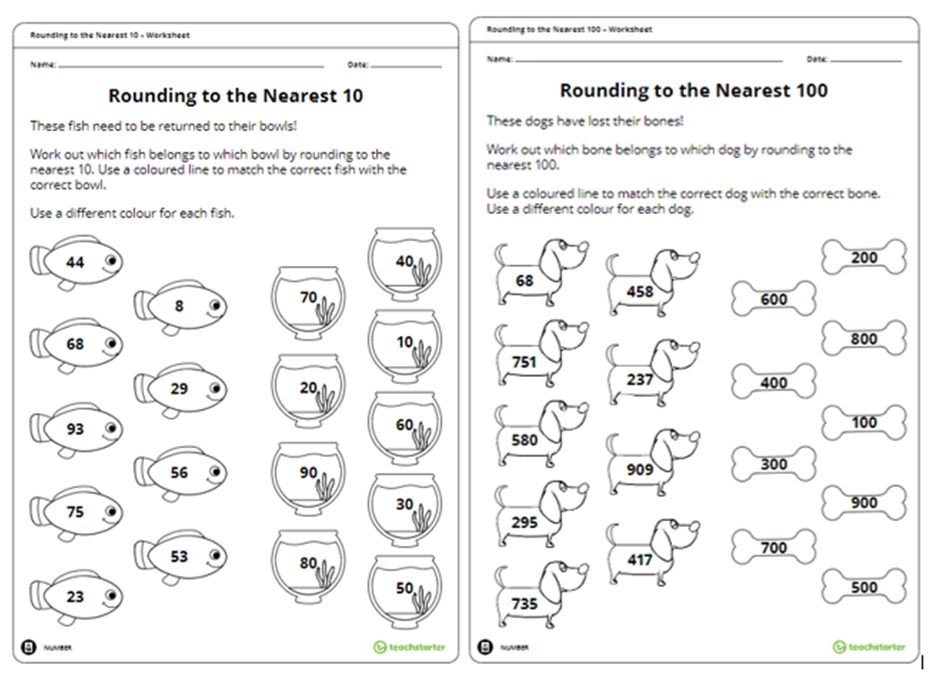 Rounding to the Nearest 10 - Worksheet
Name:
Date:
Rounding to the Nearest 10
These fish need to be returned to their bowls!
Work out which fish belongs to which bowl by rounding to the
nearest 10. Use a coloured line to match the correct fish with the
correct bowl.
Use a different colour for each fish.
44
8
68
29
93
56
75
53
23
70
20
90
80
40
10
60
30
50
NUMBER
teachstarter
Rounding to the Nearest 100 - Worksheet
Name:
Date:
Rounding to the Nearest 100
These dogs have lost their bones!
Work out which bone belongs to which dog by rounding to the
nearest 100.
Use a coloured line to match the correct dog with the correct bone.
Use a different colour for each dog.
68
458
751
237
580
909
295
417
735
600
400
300
700
200
800
100
900
500
NUMBER
teachstarter